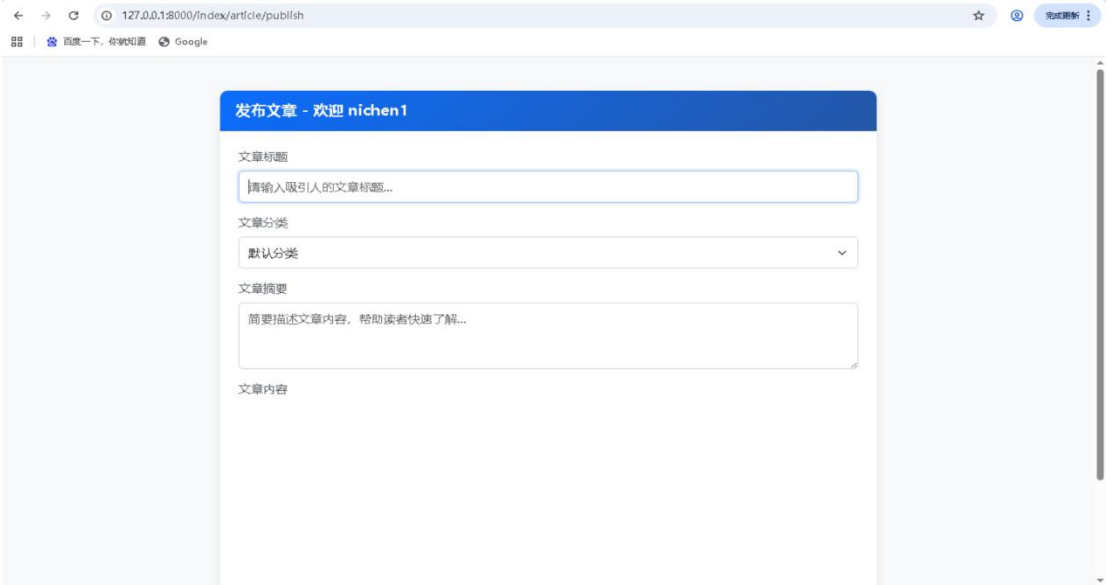 127.0.0.1:8000/index/article/publish
完成更新
百度一下，你就知道 Google
发布文章 - 欢迎 nichen1
文章标题
请输入吸引人的文章标题...
文章分类
默认分类
文章摘要
简要描述文章内容，帮助读者快速了解...
文章内容